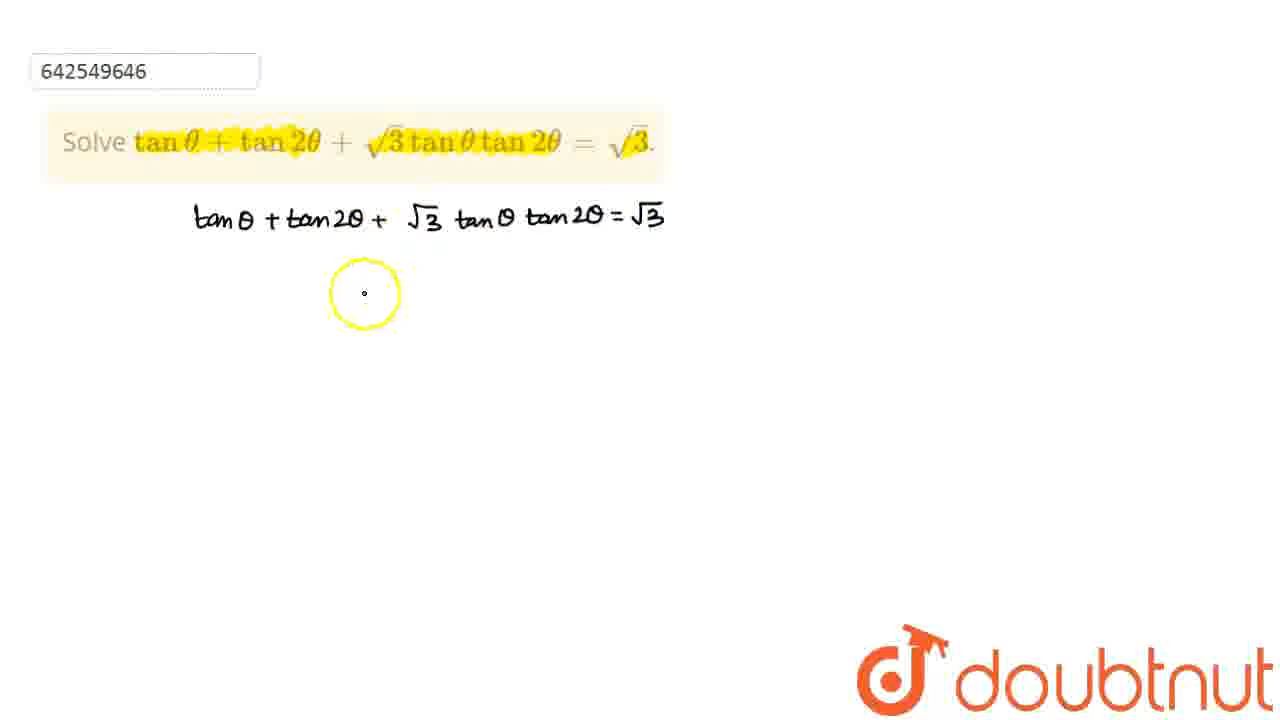 642549646
Solve tan θ + tan 2θ + √3 tan θ tan 2θ = √3.
tan θ + tan 2θ + √3 tan θ tan 2θ = √3
doubtnut